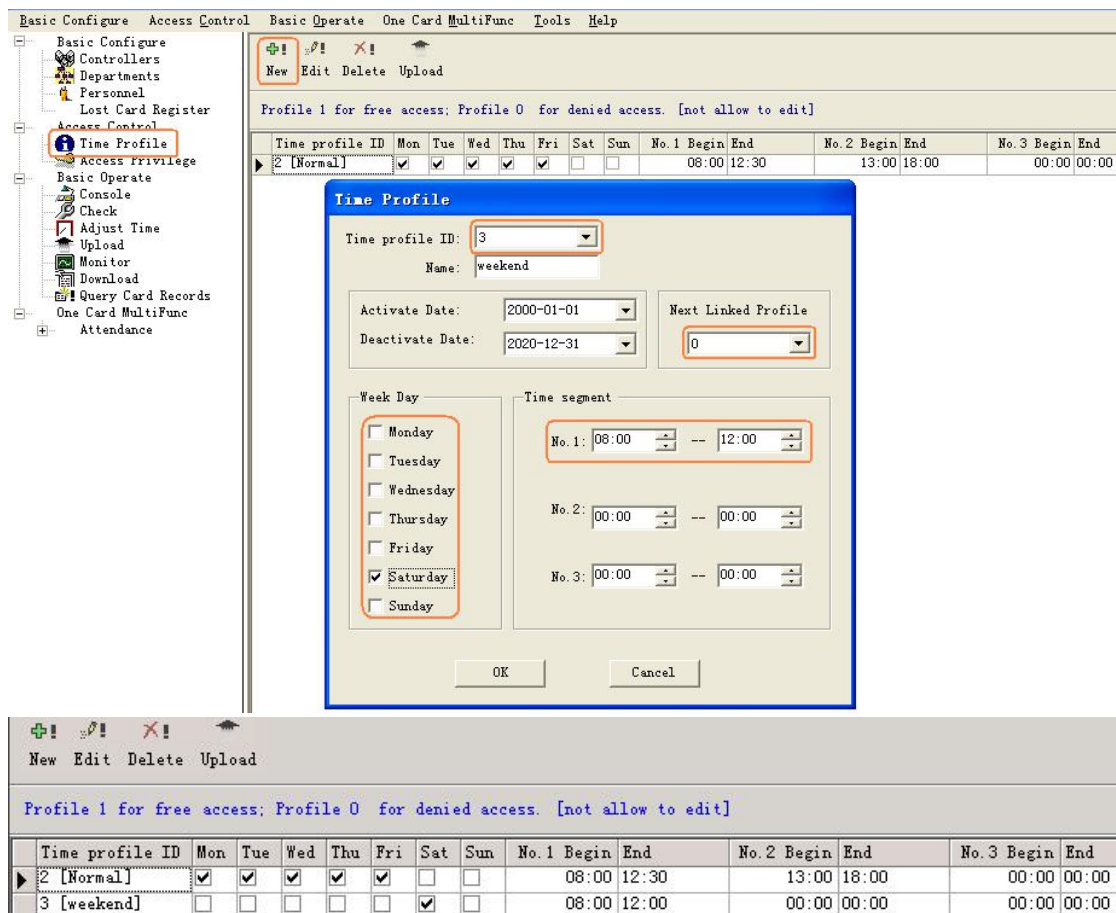 Basic Configure Access Control Basic Operate One Card MultiFunc Tools Help
Basic Configure
Controllers
Departments
Personnel
Lost Card Register
Access Control
Time Profile
Access Privilege
Basic Operate
Console
Check
Adjust Time
Upload
Monitor
Download
Query Card Records
One Card MultiFunc
Attendance
New Edit Delete Upload
Profile 1 for free access; Profile 0 for denied access. [not allow to edit]
Time profile ID Mon Tue Wed Thu Fri Sat Sun No.1 Begin End No.2 Begin End No.3 Begin End
2 [Normal] 08:00 12:30 13:00 18:00 00:00 00:00
Time Profile
Time profile ID: 3
Name: weekend
Activate Date: 2000-01-01
Deactivate Date: 2020-12-31
Next Linked Profile
0
Week Day
Monday
Tuesday
Wednesday
Thursday
Friday
Saturday
Sunday
Time segment
No.1: 08:00 -- 12:00
No.2: 00:00 -- 00:00
No.3: 00:00 -- 00:00
OK Cancel
New Edit Delete Upload
Profile 1 for free access; Profile 0 for denied access. [not allow to edit]
Time profile ID Mon Tue Wed Thu Fri Sat Sun No.1 Begin End No.2 Begin End No.3 Begin End
2 [Normal] 08:00 12:30 13:00 18:00 00:00 00:00
3 [weekend] 08:00 12:00 00:00 00:00 00:00 00:00